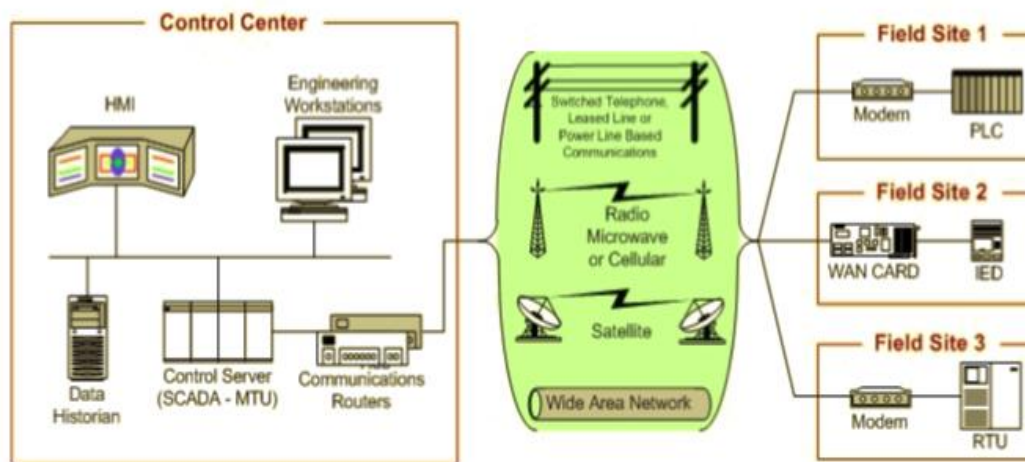 Control Center
HMI
Engineering
Workstations
Data
Historian
Control Server
(SCADA - MTU)
Communications
Routers
Switched Telephone,
Leased Line or
Power Line Based
Communications
Radio
Microwave
or Cellular
Satellite
Wide Area Network
Field Site 1
Modem
PLC
Field Site 2
WAN CARD
IED
Field Site 3
Modem
RTU